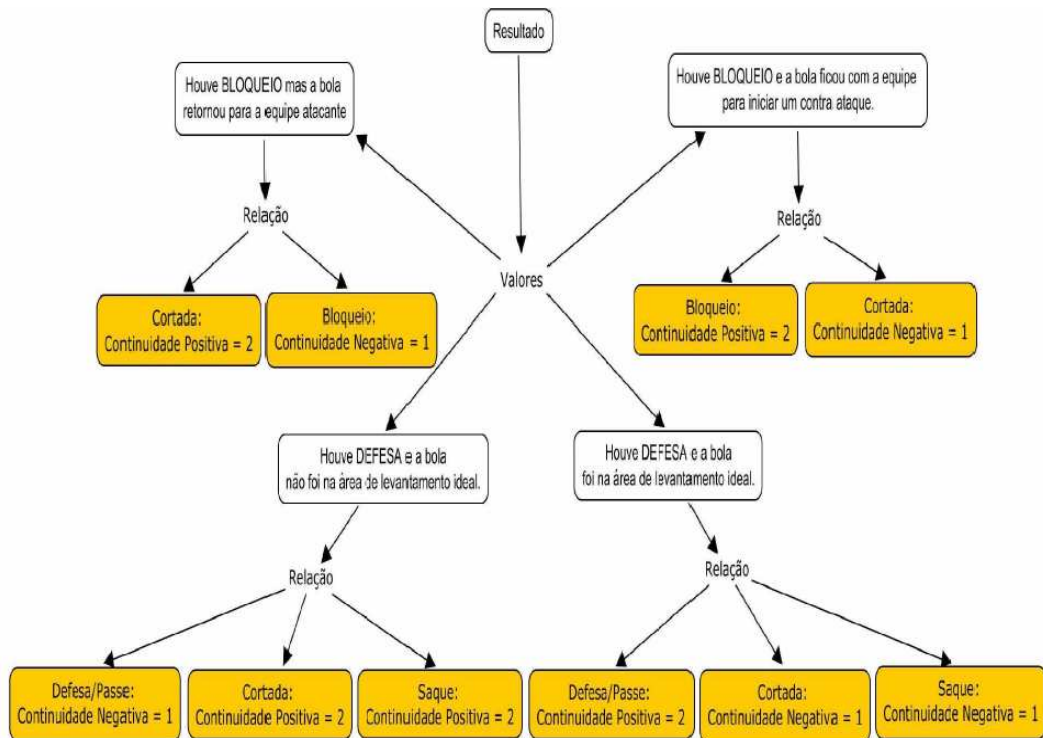 Resultado
Houve BLOQUEIO mas a bola
retornou para a equipe atacante
Houve BLOQUEIO e a bola ficou com a equipe
para iniciar um contra ataque.
Relação
Relação
Valores
Cortada:
Continuidade Positiva = 2
Bloqueio:
Continuidade Negativa = 1
Bloqueio:
Continuidade Positiva = 2
Cortada:
Continuidade Negativa = 1
Houve DEFESA e a bola
não foi na área de levantamento ideal.
Houve DEFESA e a bola
foi na área de levantamento ideal.
Relação
Relação
Defesa/Passe:
Continuidade Negativa = 1
Cortada:
Continuidade Positiva = 2
Saque:
Continuidade Positiva = 2
Defesa/Passe:
Continuidade Positiva = 2
Cortada:
Continuidade Negativa = 1
Saque:
Continuidade Negativa = 1